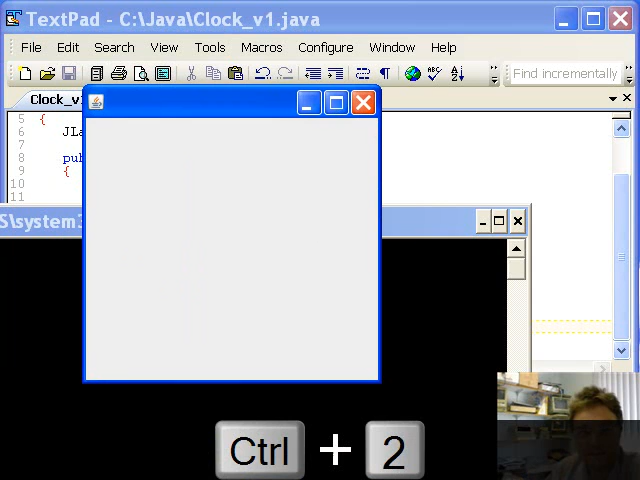 TextPad - C:\Java\Clock_v1.java
File Edit Search View Tools Macros Configure Window Help
Find incrementally
Clock_v1
5 {
6 JLa
7
8 pub
9 {
10
11
S\system3
Ctrl + 2